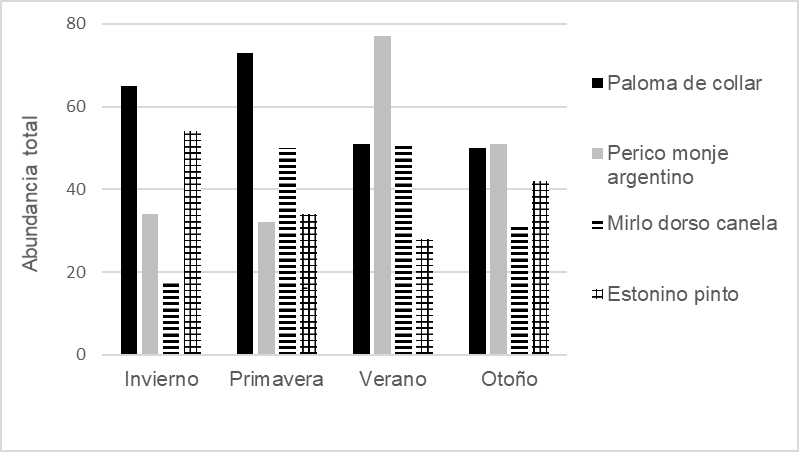 Abundancia total
80
60
40
20
0
Invierno
Primavera
Verano
Otoño
Paloma de collar
Perico monje
argentino
Mirlo dorso canela
Estonino pinto